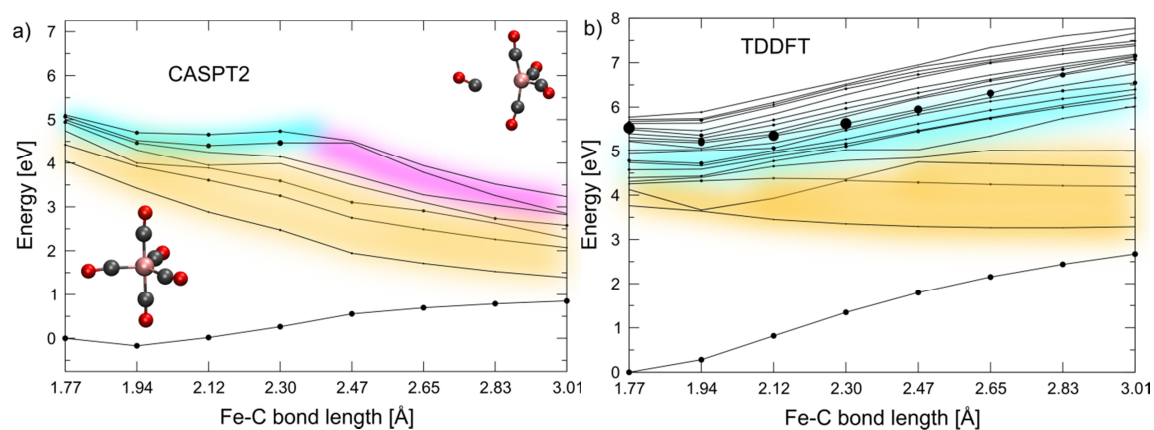 a)
CASPT2
Energy [eV]
7
6
5
4
3
2
1
0
1.77 1.94 2.12 2.30 2.47 2.65 2.83 3.01
Fe-C bond length [Å]
b)
TDDFT
Energy [eV]
8
7
6
5
4
3
2
1
0
1.77 1.94 2.12 2.30 2.47 2.65 2.83 3.01
Fe-C bond length [Å]